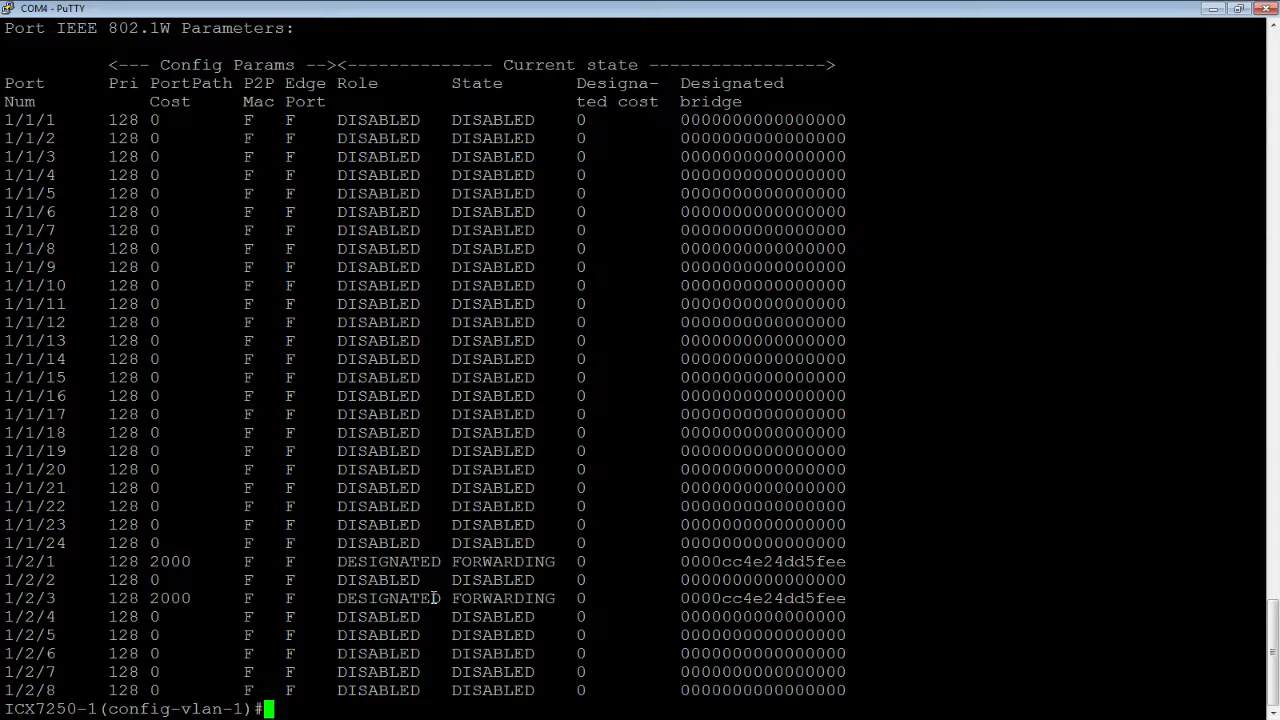 COM4 - PuTTY
Port IEEE 802.1W Parameters:
<--- Config Params --><-------------- Current state ----------------->
Port Pri PortPath P2P Edge Role State Designa- Designated
Num Cost Mac Port ted cost bridge
1/1/1 128 0 F F DISABLED DISABLED 0 0000000000000000
1/1/2 128 0 F F DISABLED DISABLED 0 0000000000000000
1/1/3 128 0 F F DISABLED DISABLED 0 0000000000000000
1/1/4 128 0 F F DISABLED DISABLED 0 0000000000000000
1/1/5 128 0 F F DISABLED DISABLED 0 0000000000000000
1/1/6 128 0 F F DISABLED DISABLED 0 0000000000000000
1/1/7 128 0 F F DISABLED DISABLED 0 0000000000000000
1/1/8 128 0 F F DISABLED DISABLED 0 0000000000000000
1/1/9 128 0 F F DISABLED DISABLED 0 0000000000000000
1/1/10 128 0 F F DISABLED DISABLED 0 0000000000000000
1/1/11 128 0 F F DISABLED DISABLED 0 0000000000000000
1/1/12 128 0 F F DISABLED DISABLED 0 0000000000000000
1/1/13 128 0 F F DISABLED DISABLED 0 0000000000000000
1/1/14 128 0 F F DISABLED DISABLED 0 0000000000000000
1/1/15 128 0 F F DISABLED DISABLED 0 0000000000000000
1/1/16 128 0 F F DISABLED DISABLED 0 0000000000000000
1/1/17 128 0 F F DISABLED DISABLED 0 0000000000000000
1/1/18 128 0 F F DISABLED DISABLED 0 0000000000000000
1/1/19 128 0 F F DISABLED DISABLED 0 0000000000000000
1/1/20 128 0 F F DISABLED DISABLED 0 0000000000000000
1/1/21 128 0 F F DISABLED DISABLED 0 0000000000000000
1/1/22 128 0 F F DISABLED DISABLED 0 0000000000000000
1/1/23 128 0 F F DISABLED DISABLED 0 0000000000000000
1/1/24 128 0 F F DISABLED DISABLED 0 0000000000000000
1/2/1 128 2000 F F DESIGNATED FORWARDING 0 0000cc4e24dd5fee
1/2/2 128 0 F F DISABLED DISABLED 0 0000000000000000
1/2/3 128 2000 F F DESIGNATED FORWARDING 0 0000cc4e24dd5fee
1/2/4 128 0 F F DISABLED DISABLED 0 0000000000000000
1/2/5 128 0 F F DISABLED DISABLED 0 0000000000000000
1/2/6 128 0 F F DISABLED DISABLED 0 0000000000000000
1/2/7 128 0 F F DISABLED DISABLED 0 0000000000000000
1/2/8 128 0 F F DISABLED DISABLED 0 0000000000000000
ICX7250-1(config-vlan-1)#